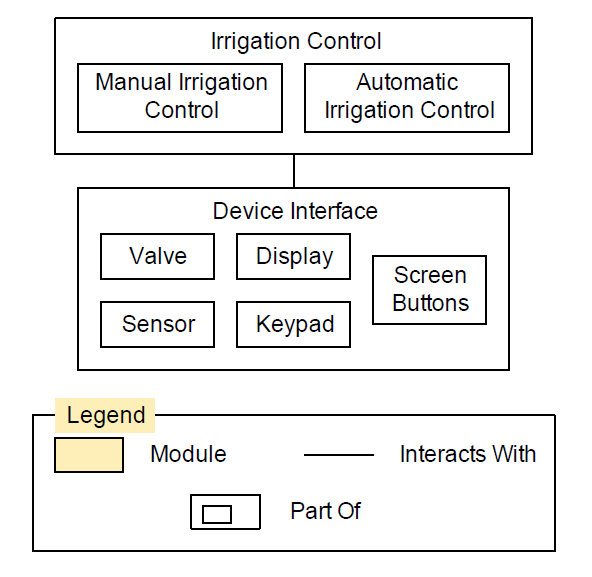 Irrigation Control
Manual Irrigation
Control
Automatic
Irrigation Control
Device Interface
Valve
Display
Screen
Buttons
Sensor
Keypad
Legend
Module
Interacts With
Part Of